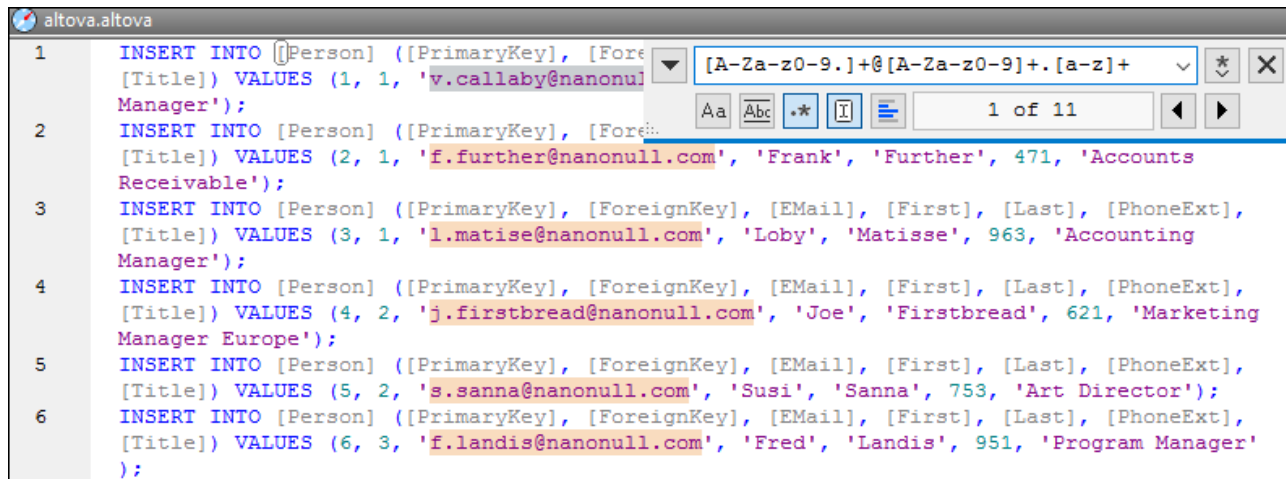 altova.altova
1 INSERT INTO [Person] ([PrimaryKey], [Fore
[Title]) VALUES (1, 1, 'v.callaby@nanonul
Manager');
[A-Za-z0-9.]+@[A-Za-z0-9]+.[a-z]+
Aa Abc .* 1 of 11
2 INSERT INTO [Person] ([PrimaryKey], [Fore
[Title]) VALUES (2, 1, 'f.further@nanonull.com', 'Frank', 'Further', 471, 'Accounts
Receivable');
3 INSERT INTO [Person] ([PrimaryKey], [ForeignKey], [EMail], [First], [Last], [PhoneExt],
[Title]) VALUES (3, 1, 'l.matise@nanonull.com', 'Loby', 'Matisse', 963, 'Accounting
Manager');
4 INSERT INTO [Person] ([PrimaryKey], [ForeignKey], [EMail], [First], [Last], [PhoneExt],
[Title]) VALUES (4, 2, 'j.firstbread@nanonull.com', 'Joe', 'Firstbread', 621, 'Marketing
Manager Europe');
5 INSERT INTO [Person] ([PrimaryKey], [ForeignKey], [EMail], [First], [Last], [PhoneExt],
[Title]) VALUES (5, 2, 's.sanna@nanonull.com', 'Susi', 'Sanna', 753, 'Art Director');
6 INSERT INTO [Person] ([PrimaryKey], [ForeignKey], [EMail], [First], [Last], [PhoneExt],
[Title]) VALUES (6, 3, 'f.landis@nanonull.com', 'Fred', 'Landis', 951, 'Program Manager'
);